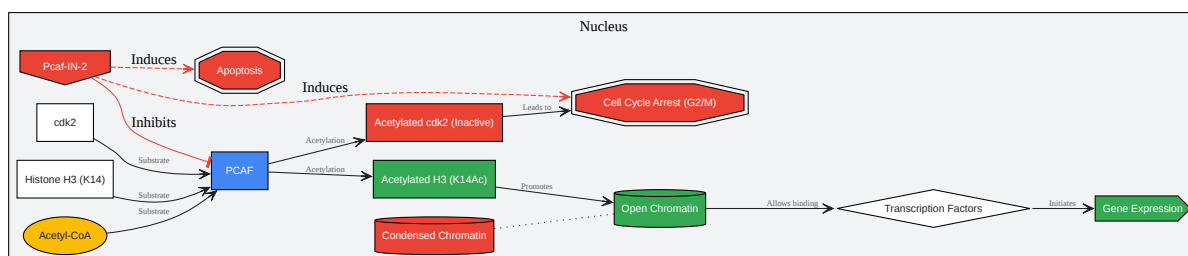 Nucleus
Pcaf-IN-2
Induces
Apoptosis
Induces
Cell Cycle Arrest (G2/M)
cdk2
Inhibits
Acetylated cdk2 (Inactive)
Leads to
Substrate
Acetylation
Histone H3 (K14)
PCAF
Acetylation
Acetylated H3 (K14Ac)
Promotes
Substrate
Substrate
Open Chromatin
Allows binding
Transcription Factors
Initiates
Gene Expression
Acetyl-CoA
Condensed Chromatin